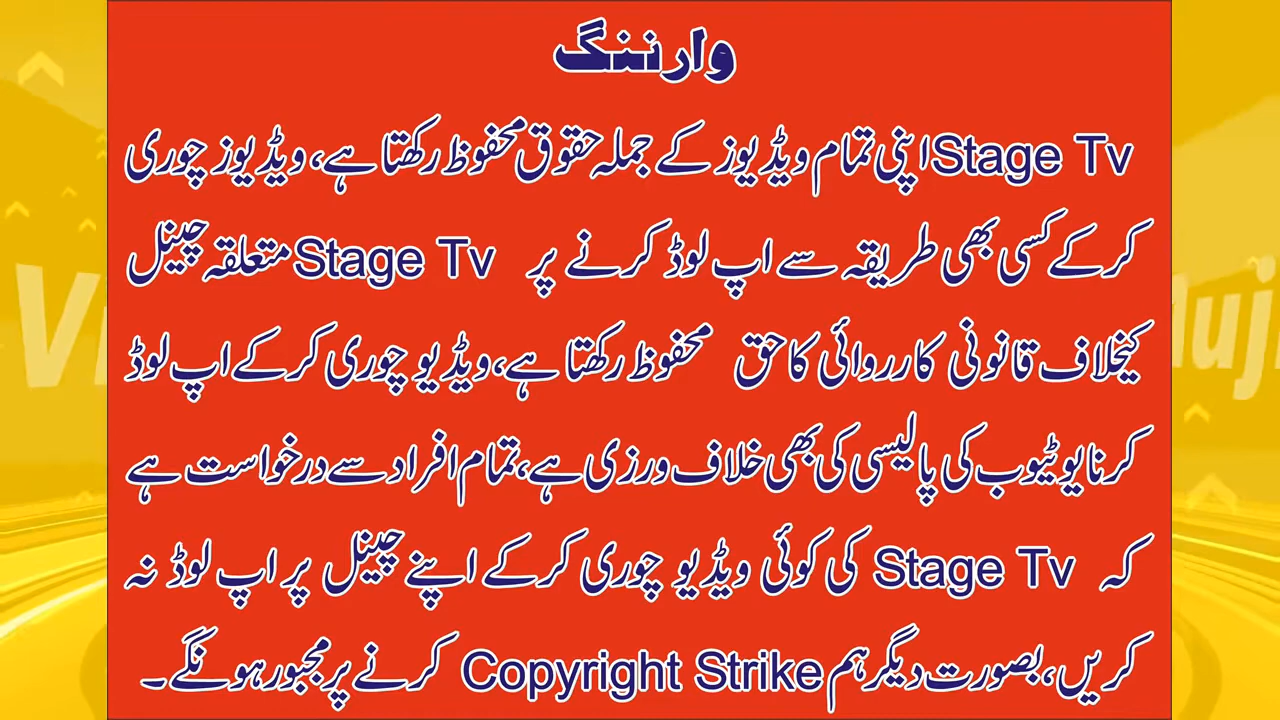 وارننگ
Stage Tv اپنی تمام ویڈیوز کے جملہ حقوق محفوظ رکھتا ہے، ویڈیوز چوری
کر کے کسی بھی طریقہ سے اپ لوڈ کرنے پر Stage Tv متعلقہ چینل
کیخلاف قانونی کارروائی کا حق محفوظ رکھتا ہے، ویڈیو چوری کر کے اپ لوڈ
کرنا یوٹیوب کی پالیسی کی بھی خلاف ورزی ہے، تمام افراد سے درخواست ہے
کہ Stage Tv کی کوئی ویڈیو چوری کر کے اپنے چینل پر اپ لوڈ نہ
کریں، بصورت دیگر ہم Copyright Strike کرنے پر مجبور ہونگے۔